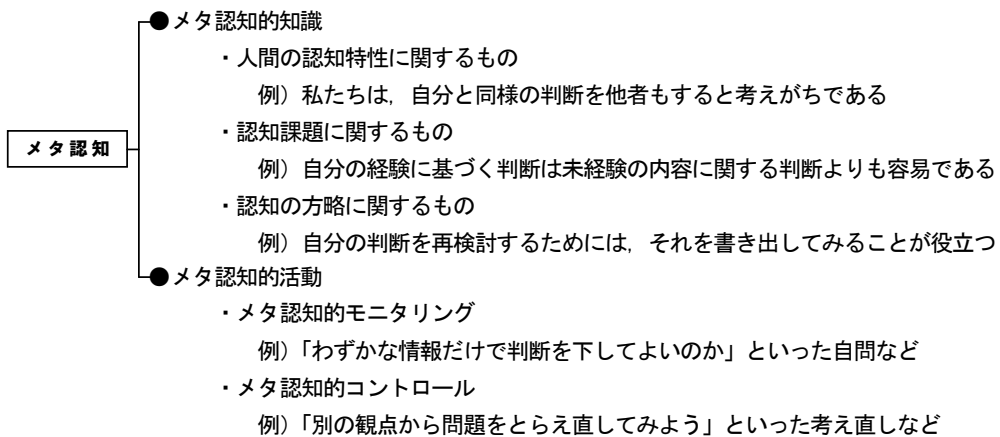 ●メタ認知的知識
・人間の認知特性に関するもの
例）私たちは，自分と同様の判断を他者もすると考えがちである
・認知課題に関するもの
メタ認知
例）自分の経験に基づく判断は未経験の内容に関する判断よりも容易である
・認知の方略に関するもの
例）自分の判断を再検討するためには，それを書き出してみることが役立つ
●メタ認知的活動
・メタ認知的モニタリング
例）「わずかな情報だけで判断を下してよいのか」といった自問など
・メタ認知的コントロール
例）「別の観点から問題をとらえ直してみよう」といった考え直しなど